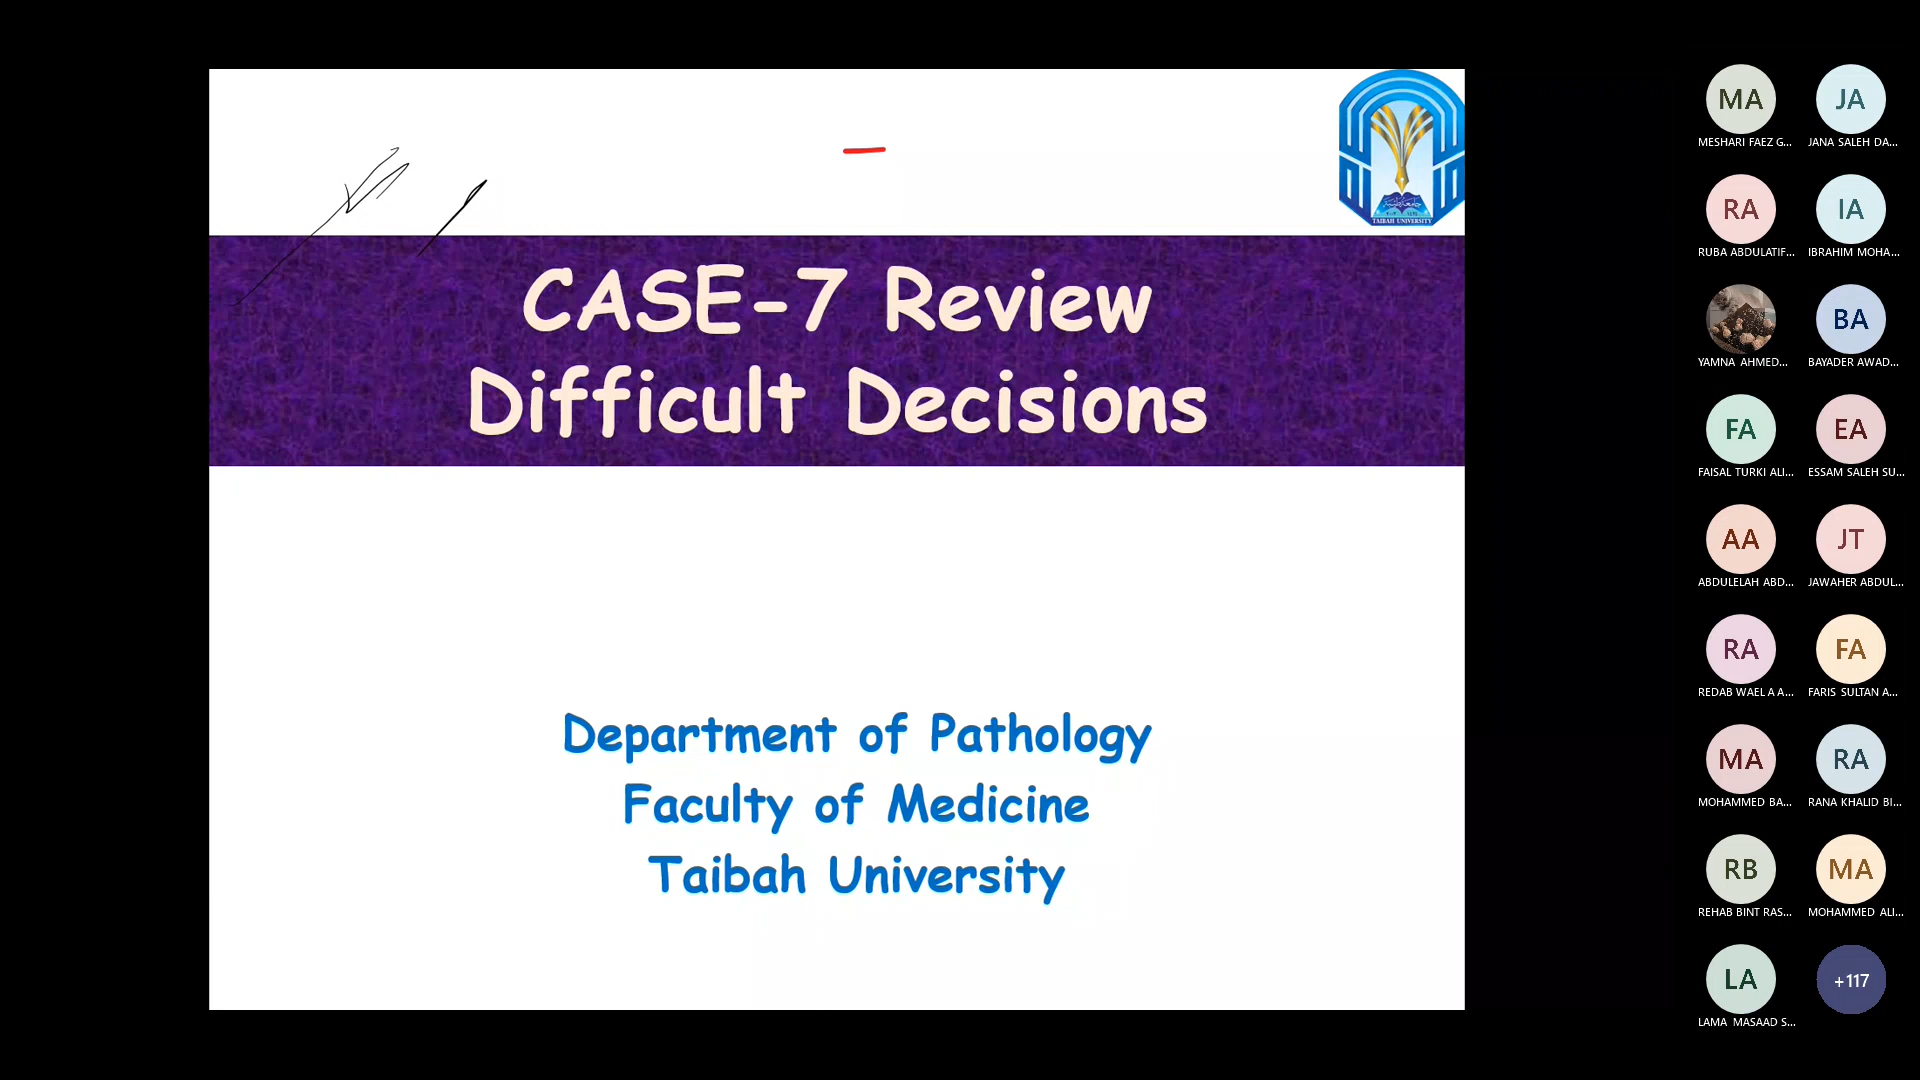 TAIBAH UNIVERSITY
CASE-7 Review
Difficult Decisions
Department of Pathology
Faculty of Medicine
Taibah University
MA JA
MESHARI FAEZ G... JANA SALEH DA...
RA IA
RUBA ABDULATIF... IBRAHIM MOHA...
BA
YAMNA AHMED... BAYADER AWAD...
FA EA
FAISAL TURKI ALI... ESSAM SALEH SU...
AA JT
ABDULELAH ABD... JAWAHER ABDUL...
RA FA
REDAB WAEL A A... FARIS SULTAN A...
MA RA
MOHAMMED BA... RANA KHALID BI...
RB MA
REHAB BINT RAS... MOHAMMED ALI...
LA +117
LAMA MASAAD S...